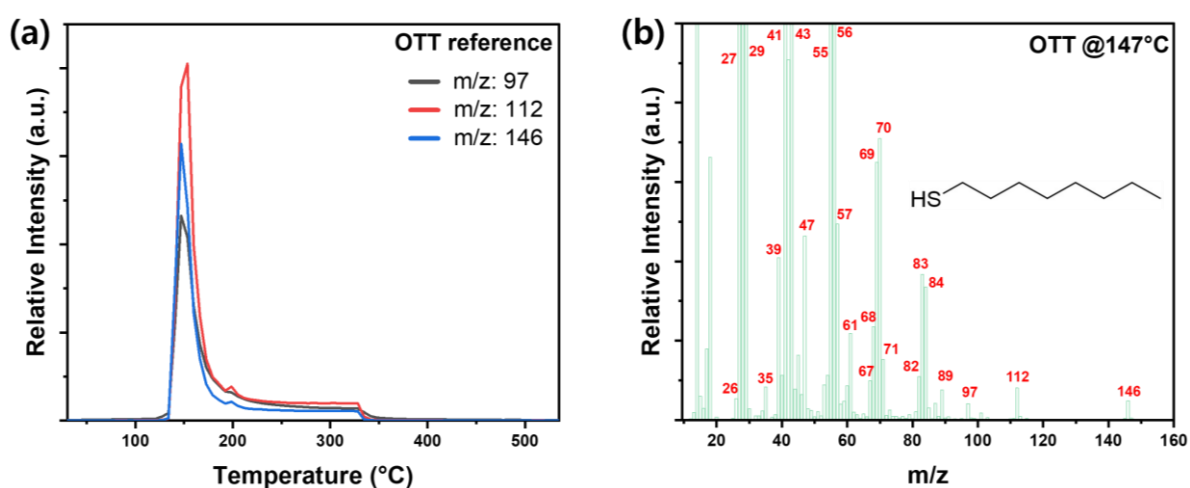 (a)
OTT reference
m/z: 97
m/z: 112
m/z: 146
Relative Intensity (a.u.)
100 200 300 400 500
Temperature (°C)
(b)
OTT @147°C
27 29 41 43 55 56
70
69
57
47
39
83
84
61
68
71
67
82
89
26
35
97
112
146
HS
Relative Intensity (a.u.)
20 40 60 80 100 120 140 160
m/z